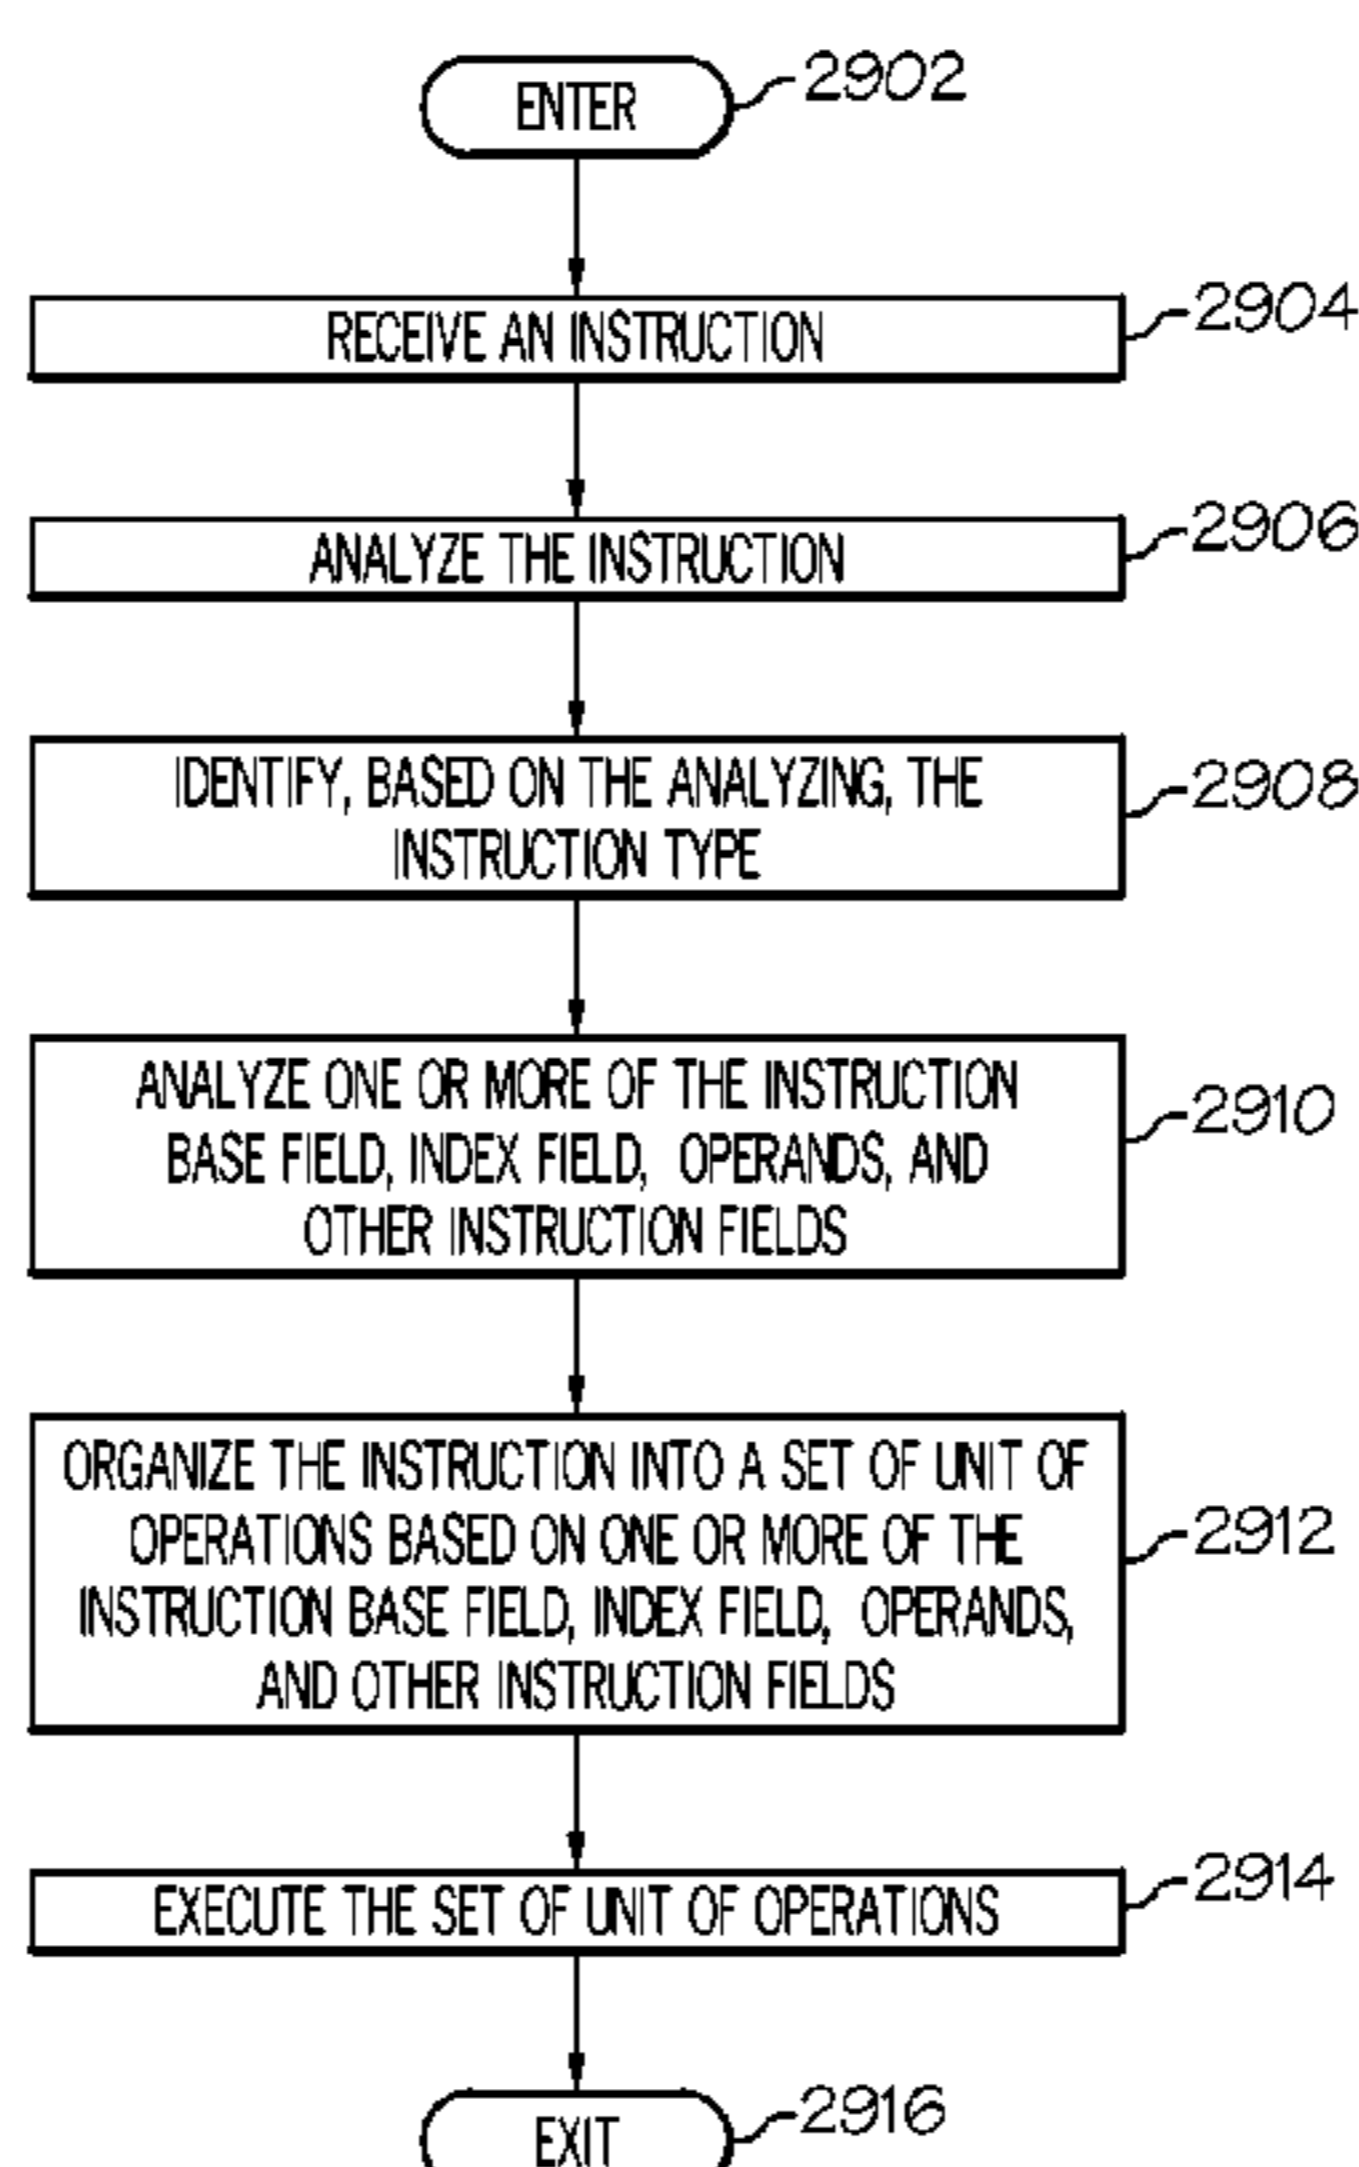 ENTER
2902
RECEIVE AN INSTRUCTION
2904
ANALYZE THE INSTRUCTION
2906
IDENTIFY, BASED ON THE ANALYZING, THE
INSTRUCTION TYPE
2908
ANALYZE ONE OR MORE OF THE INSTRUCTION
BASE FIELD, INDEX FIELD, OPERANDS, AND
OTHER INSTRUCTION FIELDS
2910
ORGANIZE THE INSTRUCTION INTO A SET OF UNIT OF
OPERATIONS BASED ON ONE OR MORE OF THE
INSTRUCTION BASE FIELD, INDEX FIELD, OPERANDS,
AND OTHER INSTRUCTION FIELDS
2912
EXECUTE THE SET OF UNIT OF OPERATIONS
2914
EXIT
2916